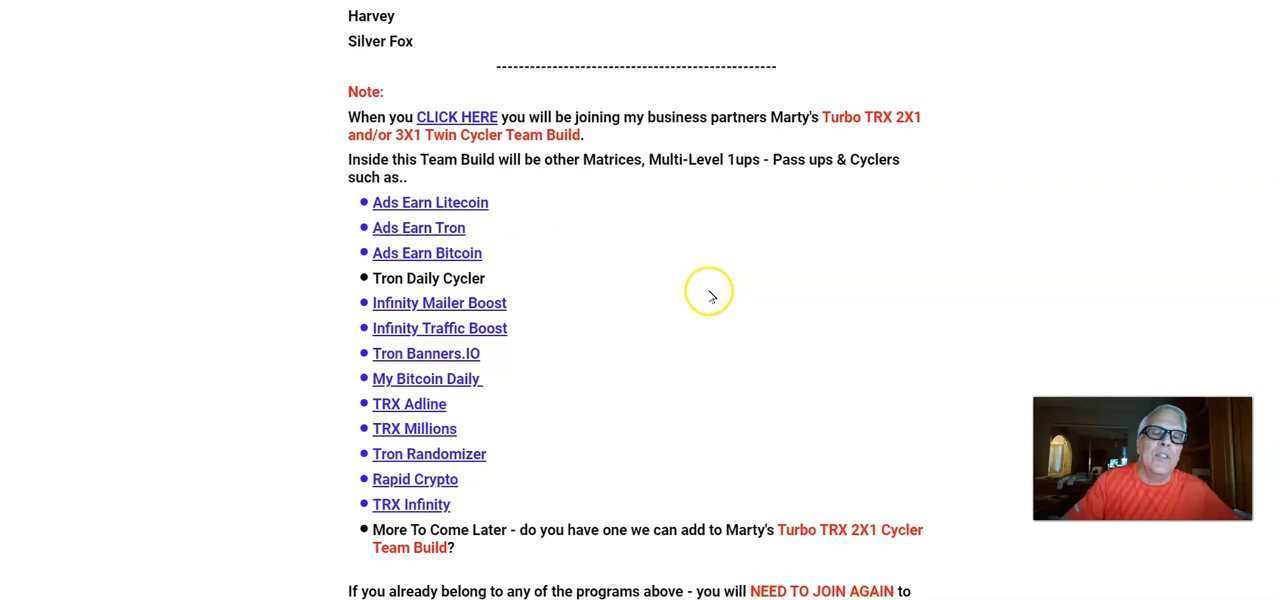 Harvey
Silver Fox
------------------------------------------------
Note:
When you CLICK HERE you will be joining my business partners Marty's Turbo TRX 2X1
and/or 3X1 Twin Cycler Team Build.
Inside this Team Build will be other Matrices, Multi-Level 1ups - Pass ups & Cyclers
such as..
Ads Earn Litecoin
Ads Earn Tron
Ads Earn Bitcoin
Tron Daily Cycler
Infinity Mailer Boost
Infinity Traffic Boost
Tron Banners.IO
My Bitcoin Daily
TRX Adline
TRX Millions
Tron Randomizer
Rapid Crypto
TRX Infinity
More To Come Later - do you have one we can add to Marty's Turbo TRX 2X1 Cycler
Team Build?
If you already belong to any of the programs above - you will NEED TO JOIN AGAIN to